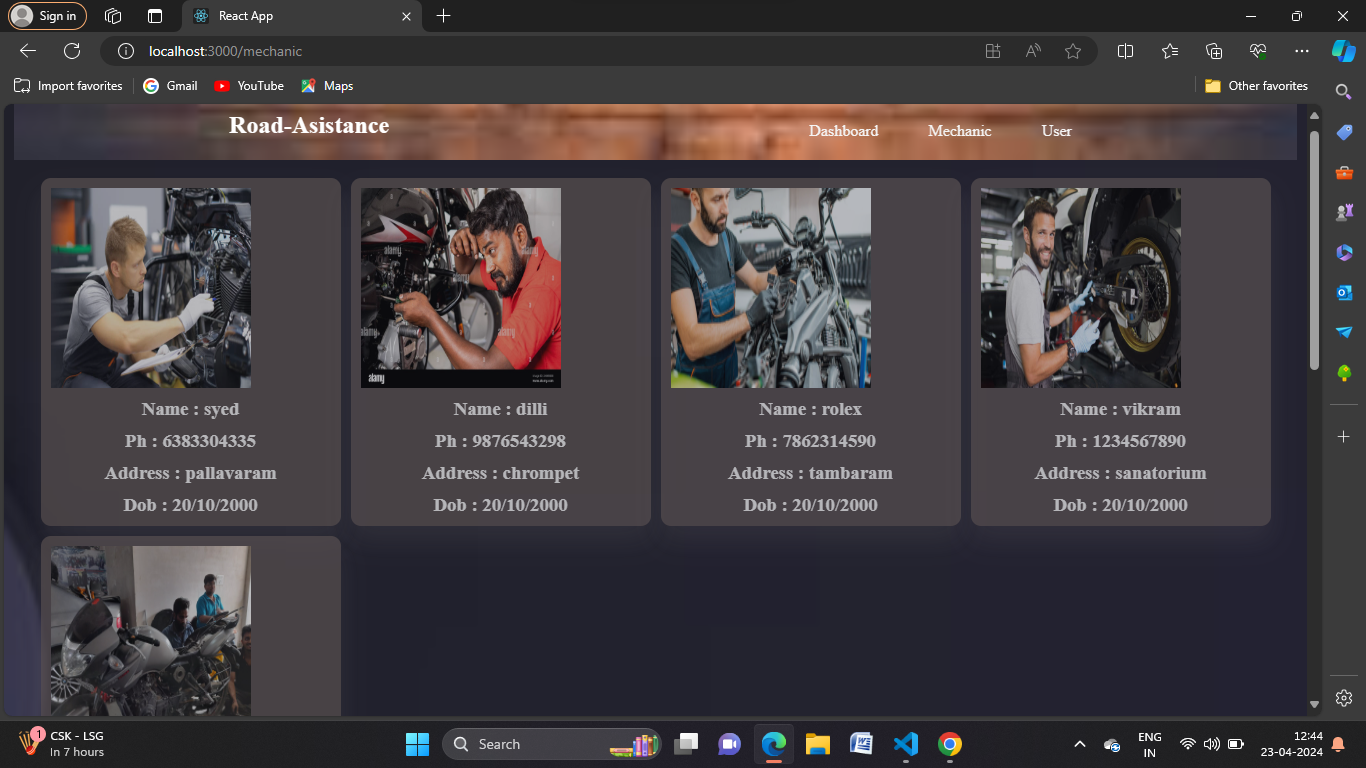 Sign in
React App
localhost:3000/mechanic
Import favorites
Gmail
YouTube
Maps
Other favorites
Road-Asistance
Dashboard
Mechanic
User
alamy
alamy
alamy
alamy
Name : syed
Ph : 6383304335
Address : pallavaram
Dob : 20/10/2000
Name : dilli
Ph : 9876543298
Address : chrompet
Dob : 20/10/2000
Name : rolex
Ph : 7862314590
Address : tambaram
Dob : 20/10/2000
Name : vikram
Ph : 1234567890
Address : sanatorium
Dob : 20/10/2000
1
CSK - LSG
In 7 hours
Search
ENG
IN
12:44
23-04-2024